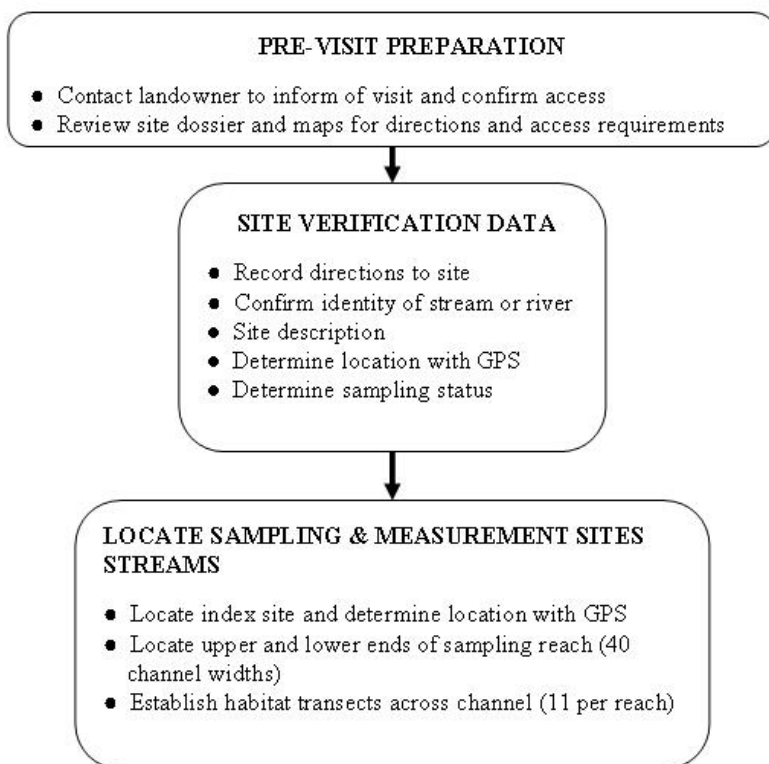 PRE-VISIT PREPARATION
● Contact landowner to inform of visit and confirm access
● Review site dossier and maps for directions and access requirements
SITE VERIFICATION DATA
● Record directions to site
● Confirm identity of stream or river
● Site description
● Determine location with GPS
● Determine sampling status
LOCATE SAMPLING & MEASUREMENT SITES
STREAMS
● Locate index site and determine location with GPS
● Locate upper and lower ends of sampling reach (40
channel widths)
● Establish habitat transects across channel (11 per reach)